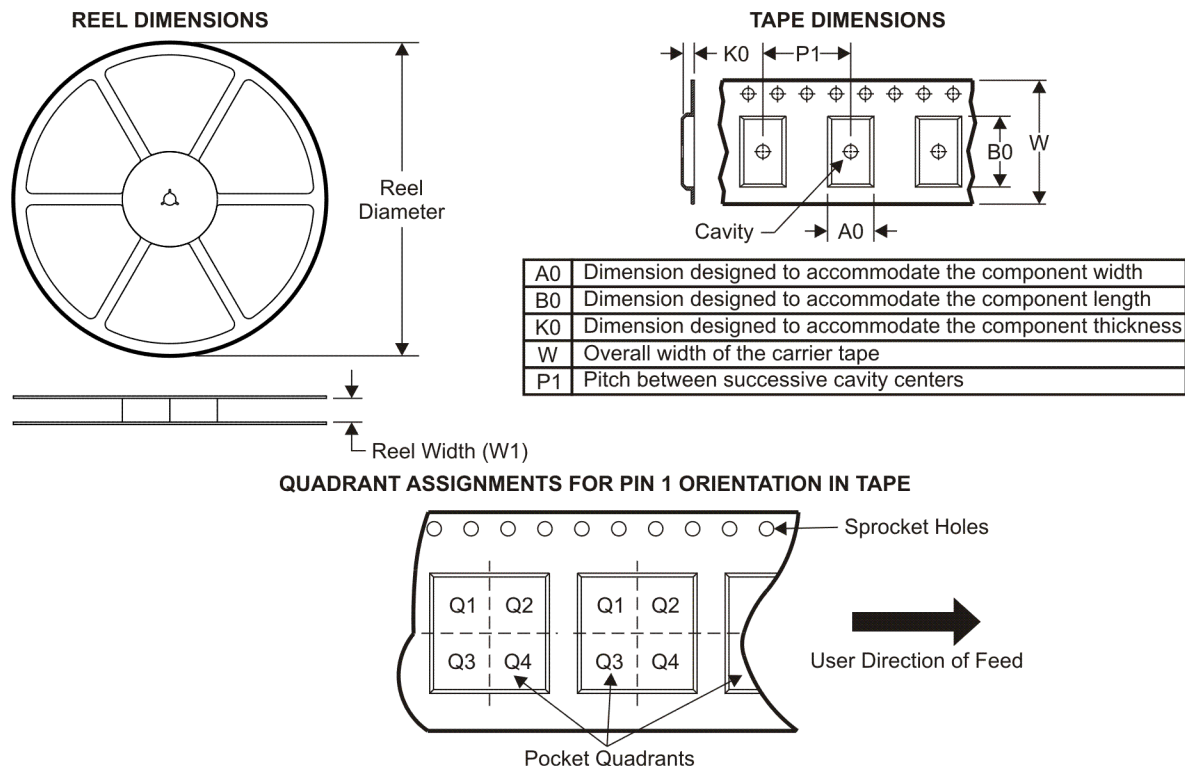 REEL DIMENSIONS
TAPE DIMENSIONS
K0
P1
Reel
Diameter
B0
W
Cavity
A0
A0 Dimension designed to accommodate the component width
B0 Dimension designed to accommodate the component length
K0 Dimension designed to accommodate the component thickness
W Overall width of the carrier tape
P1 Pitch between successive cavity centers
Reel Width (W1)
QUADRANT ASSIGNMENTS FOR PIN 1 ORIENTATION IN TAPE
Sprocket Holes
Q1 Q2 Q1 Q2
Q3 Q4 Q3 Q4
User Direction of Feed
Pocket Quadrants